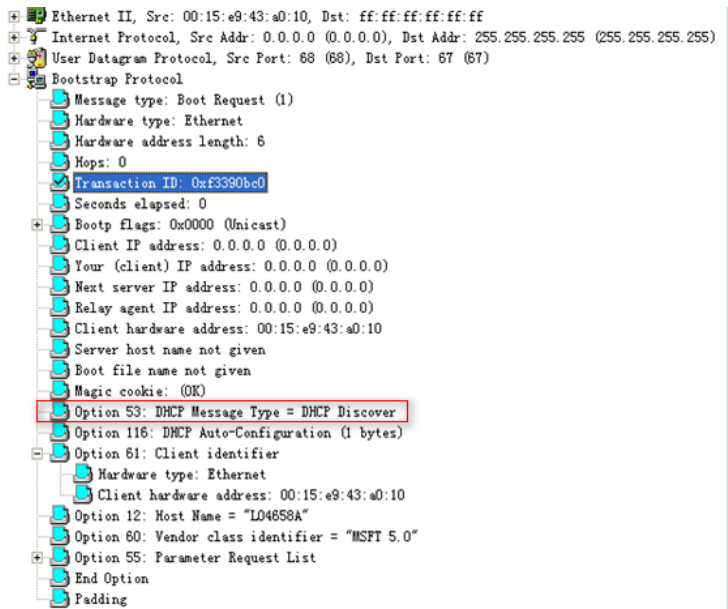 Ethernet II, Src: 00:15:e9:43:a0:10, Dst: ff:ff:ff:ff:ff:ff
Internet Protocol, Src Addr: 0.0.0.0 (0.0.0.0), Dst Addr: 255.255.255.255 (255.255.255.255)
User Datagram Protocol, Src Port: 68 (68), Dst Port: 67 (67)
Bootstrap Protocol
Message type: Boot Request (1)
Hardware type: Ethernet
Hardware address length: 6
Hops: 0
Transaction ID: 0xf3390bc0
Seconds elapsed: 0
Bootp flags: 0x0000 (Unicast)
Client IP address: 0.0.0.0 (0.0.0.0)
Your (client) IP address: 0.0.0.0 (0.0.0.0)
Next server IP address: 0.0.0.0 (0.0.0.0)
Relay agent IP address: 0.0.0.0 (0.0.0.0)
Client hardware address: 00:15:e9:43:a0:10
Server host name not given
Boot file name not given
Magic cookie: (OK)
Option 53: DHCP Message Type = DHCP Discover
Option 116: DHCP Auto-Configuration (1 bytes)
Option 61: Client identifier
Hardware type: Ethernet
Client hardware address: 00:15:e9:43:a0:10
Option 12: Host Name = "L04658A"
Option 60: Vendor class identifier = "MSFT 5.0"
Option 55: Parameter Request List
End Option
Padding